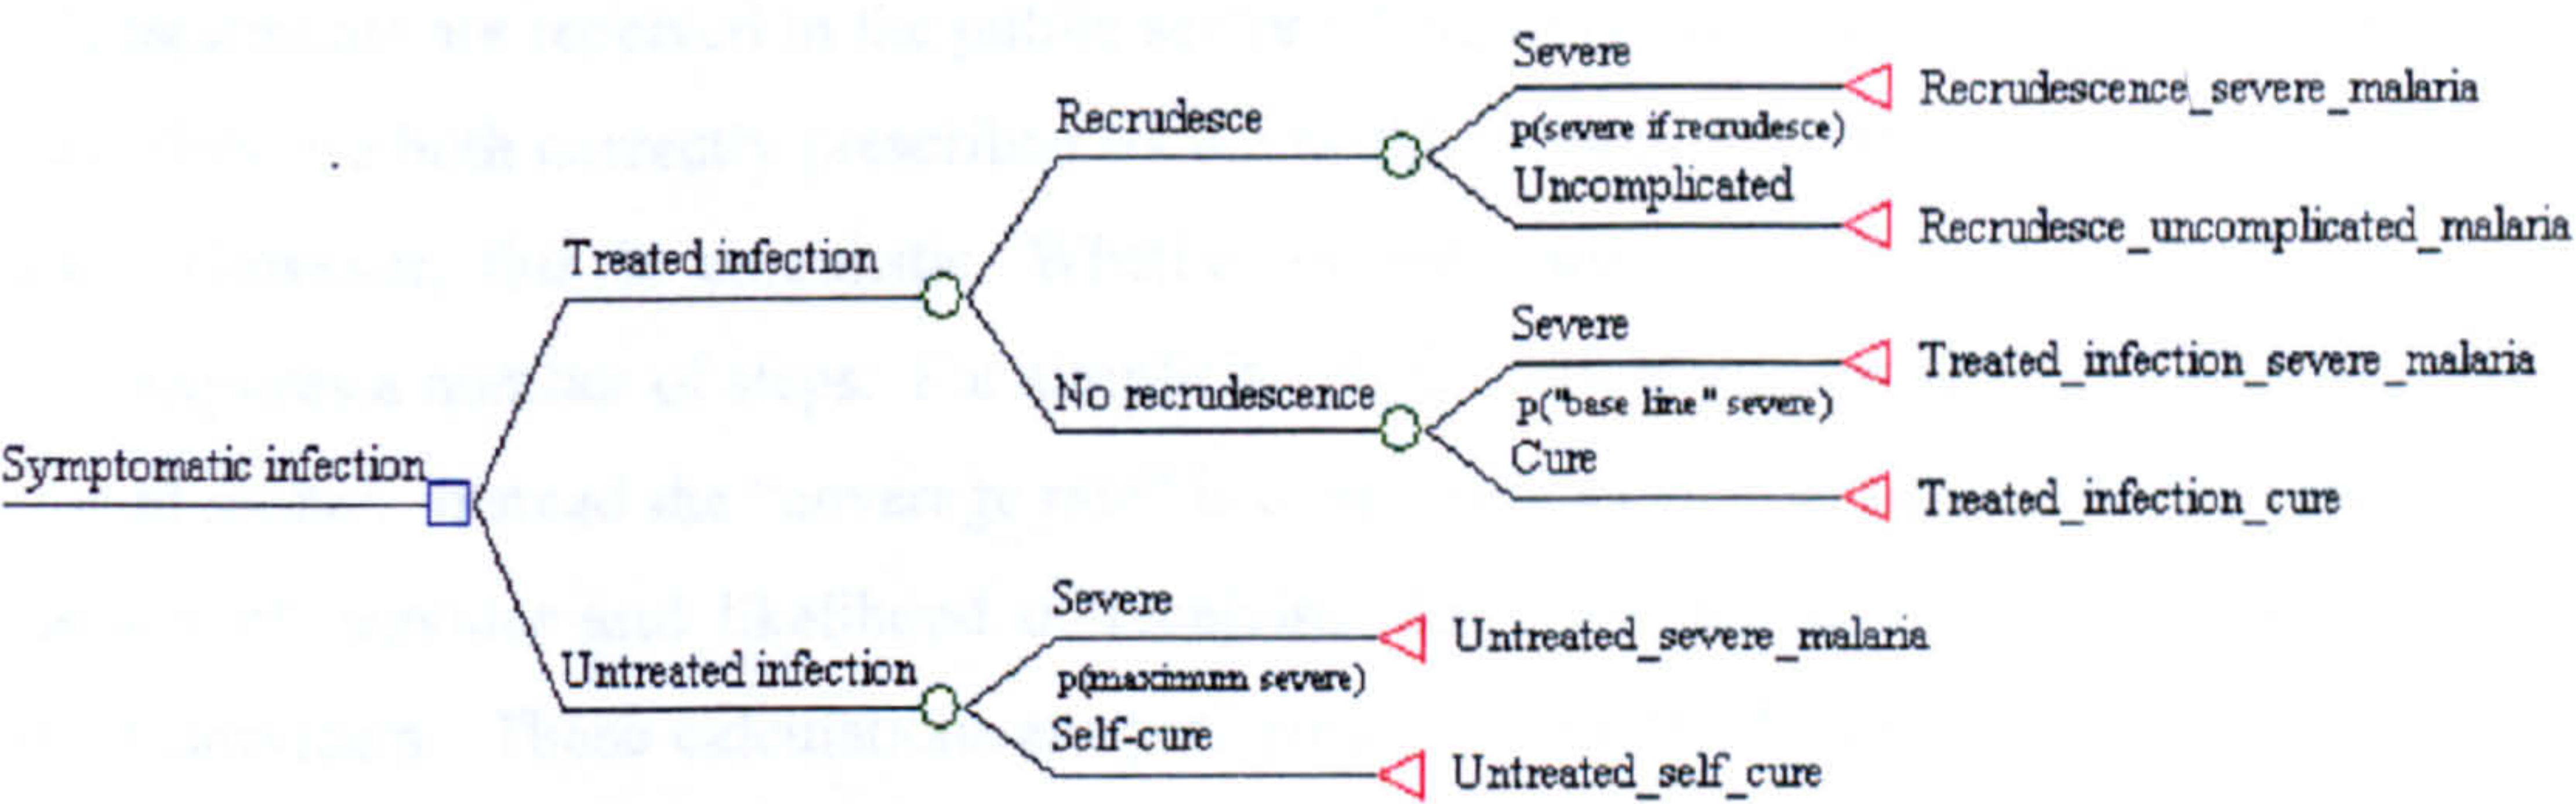 Severe
Recrudescence_severe_malaria
p(severe if recrudesce)
Recrudesce
Uncomplicated
Recrudesce_uncomplicated_malaria
Treated infection
Severe
Treated_infection_severe_malaria
p("base line" severe)
No recrudescence
Cure
Treated_infection_cure
Symptomatic infection
Severe
Untreated_severe_malaria
p(maximum severe)
Untreated infection
Self-cure
Untreated_self_cure